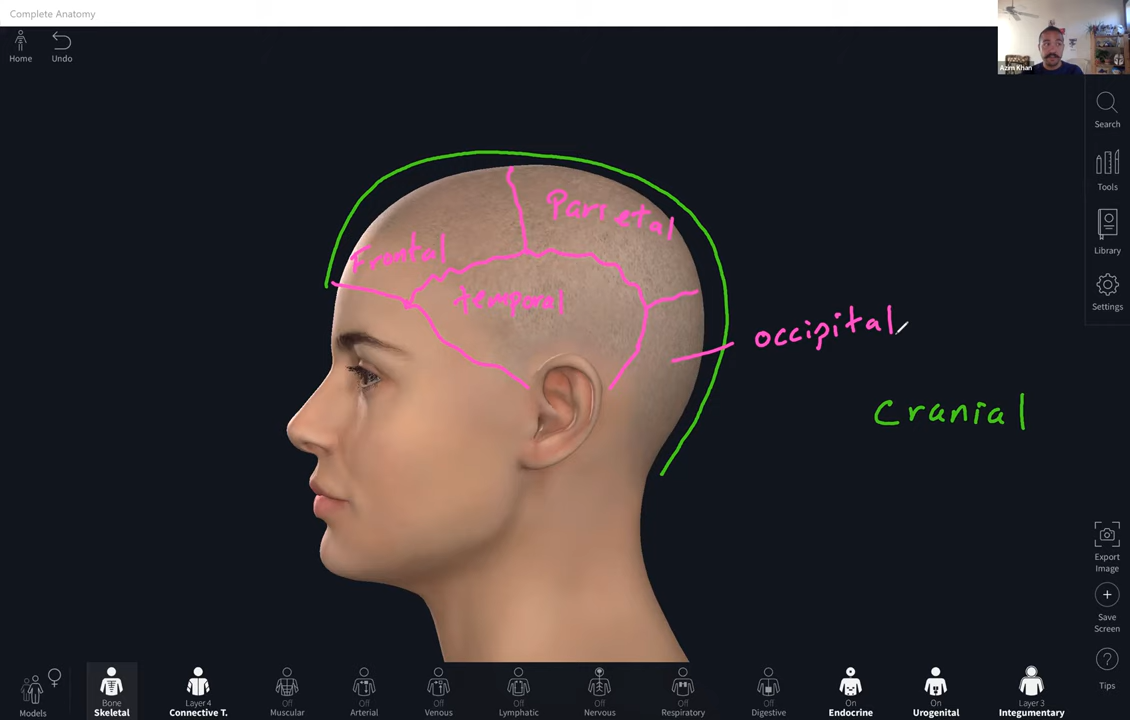 Complete Anatomy
Home
Undo
Azim Khan
Search
Tools
Library
Settings
Parietal
Frontal
temporal
occipital
Cranial
Export
Image
Save
Screen
Tips
Models
Bone
Skeletal
Layer 4
Connective T.
Off
Muscular
Off
Arterial
Off
Venous
Off
Lymphatic
Off
Nervous
Off
Respiratory
Off
Digestive
On
Endocrine
On
Urogenital
Layer 3
Integumentary